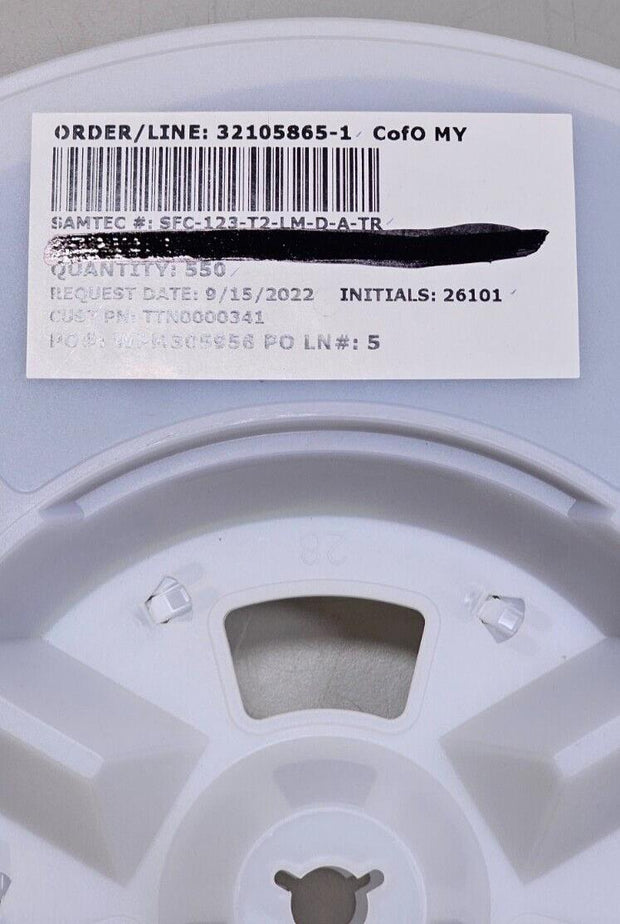 ORDER/LINE: 32105865-1 CofO MY
SAMTEC #: SFC-123-T2-LM-D-A-TR
QUANTITY: 550
REQUEST DATE: 9/15/2022 INITIALS: 26101
CUST PN: TTN0000341
PO#: PO LN#: 5
28